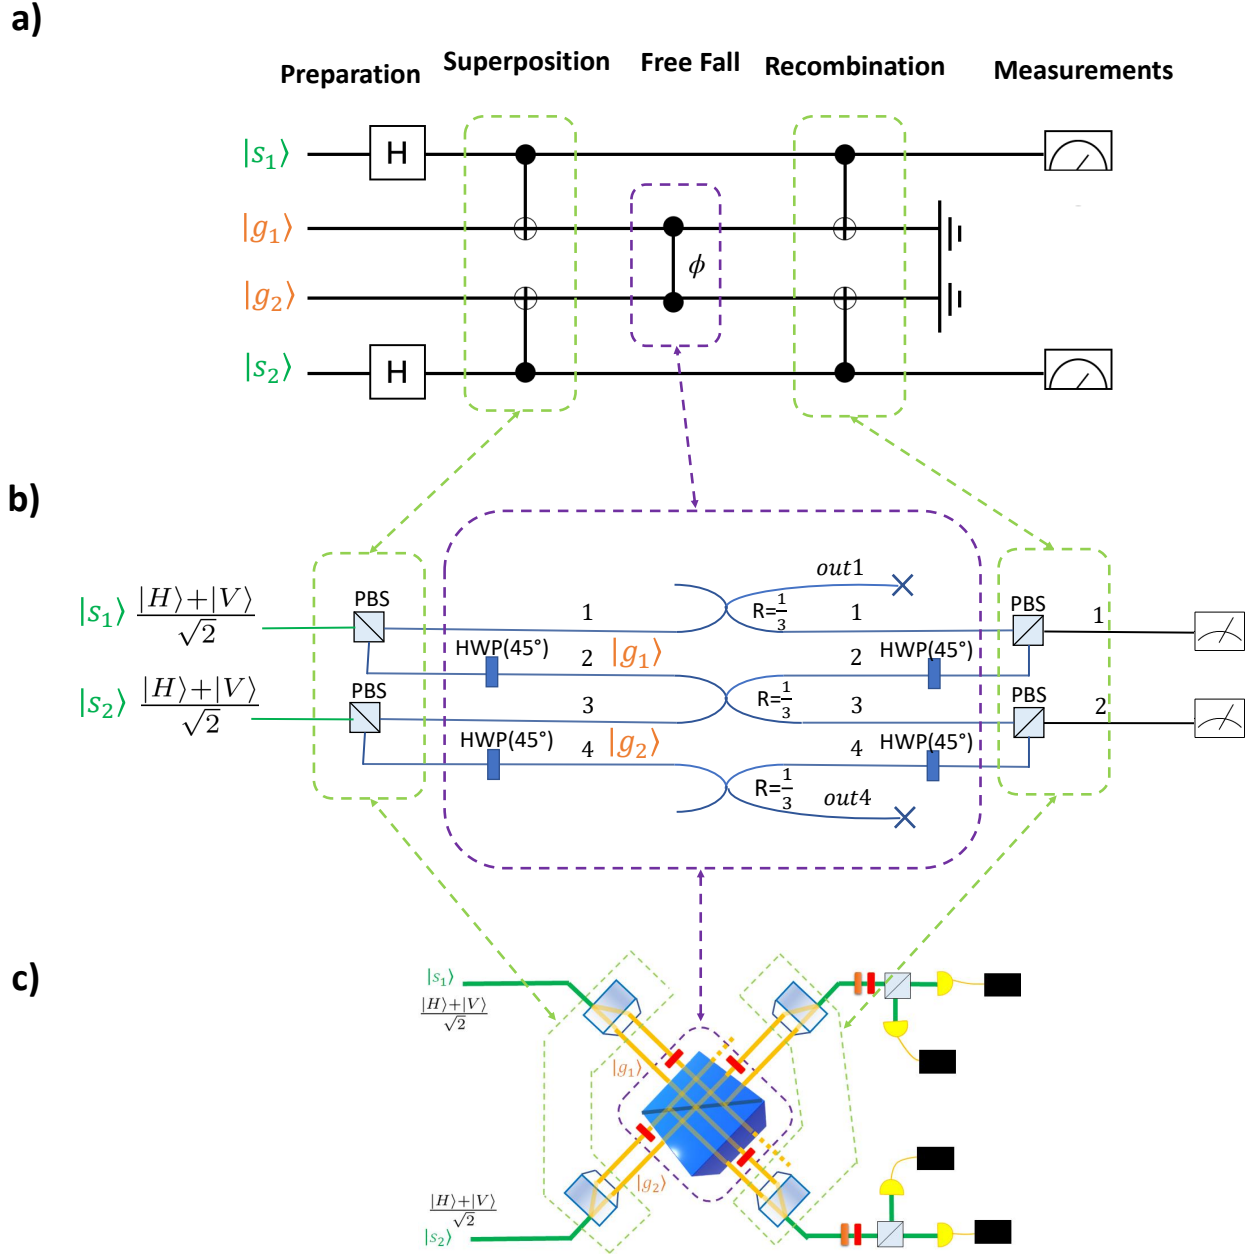 a)
Preparation Superposition Free Fall Recombination Measurements
|s₁⟩ H
|g₁⟩
ϕ
|g₂⟩
|s₂⟩ H
b)
|s₁⟩ |H⟩+|V⟩/√2 PBS 1 out1 R=1/3 1 PBS 1
HWP(45°) 2 |g₁⟩ 2 HWP(45°)
|s₂⟩ |H⟩+|V⟩/√2 PBS 3 R=1/3 3 PBS 2
HWP(45°) 4 |g₂⟩ 4 HWP(45°)
R=1/3 out4
c)
|s₁⟩
|H⟩+|V⟩/√2
|g₁⟩
|g₂⟩
|H⟩+|V⟩/√2
|s₂⟩